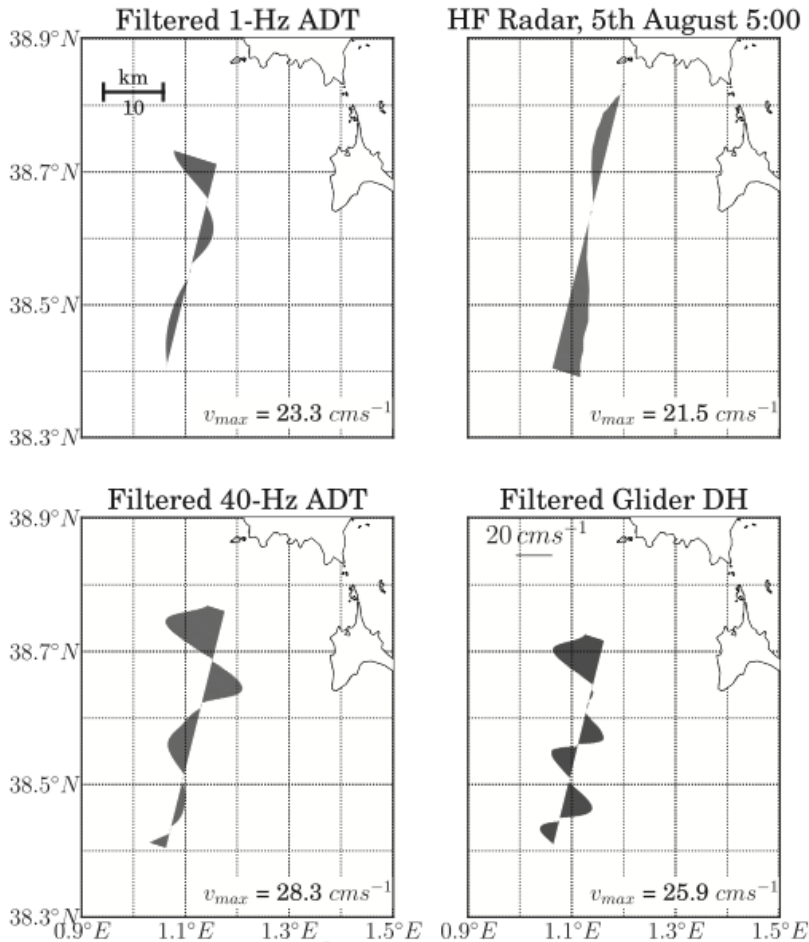 Filtered 1-Hz ADT
HF Radar, 5th August 5:00
38.9°N
km
10
38.7°N
38.5°N
v_max = 23.3 cms⁻¹
v_max = 21.5 cms⁻¹
38.3°N
Filtered 40-Hz ADT
Filtered Glider DH
38.9°N
20 cms⁻¹
38.7°N
38.5°N
v_max = 28.3 cms⁻¹
v_max = 25.9 cms⁻¹
38.3°N
0.9°E 1.1°E 1.3°E 1.5°E 0.9°E 1.1°E 1.3°E 1.5°E